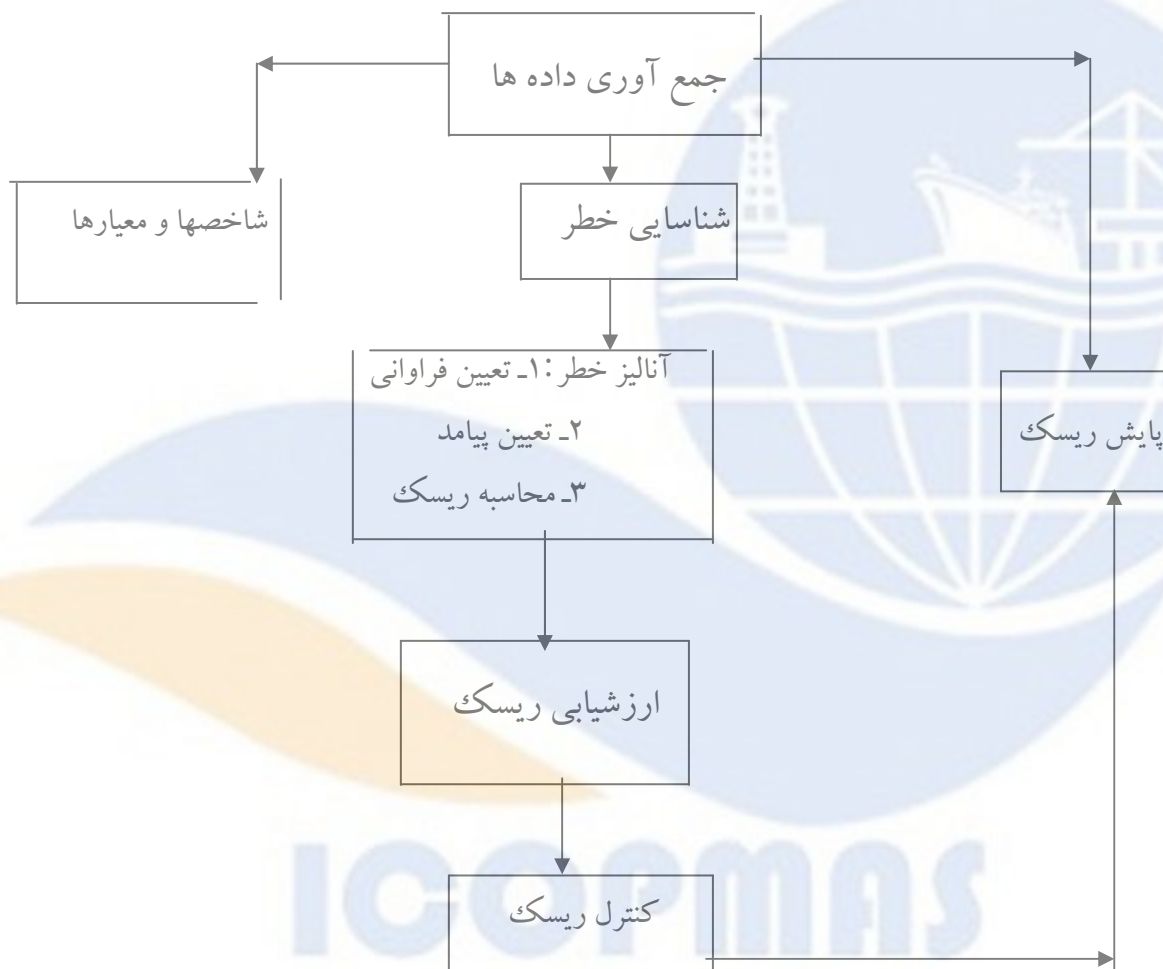 جمع آوری داده ها
شاخصها و معیارها
شناسایی خطر
آنالیز خطر :۱ـ تعیین فراوانی
۲ـ تعیین پیامد
۳ـ محاسبه ریسک
پایش ریسک
ارزشیابی ریسک
کنترل ریسک
ICOPMAS